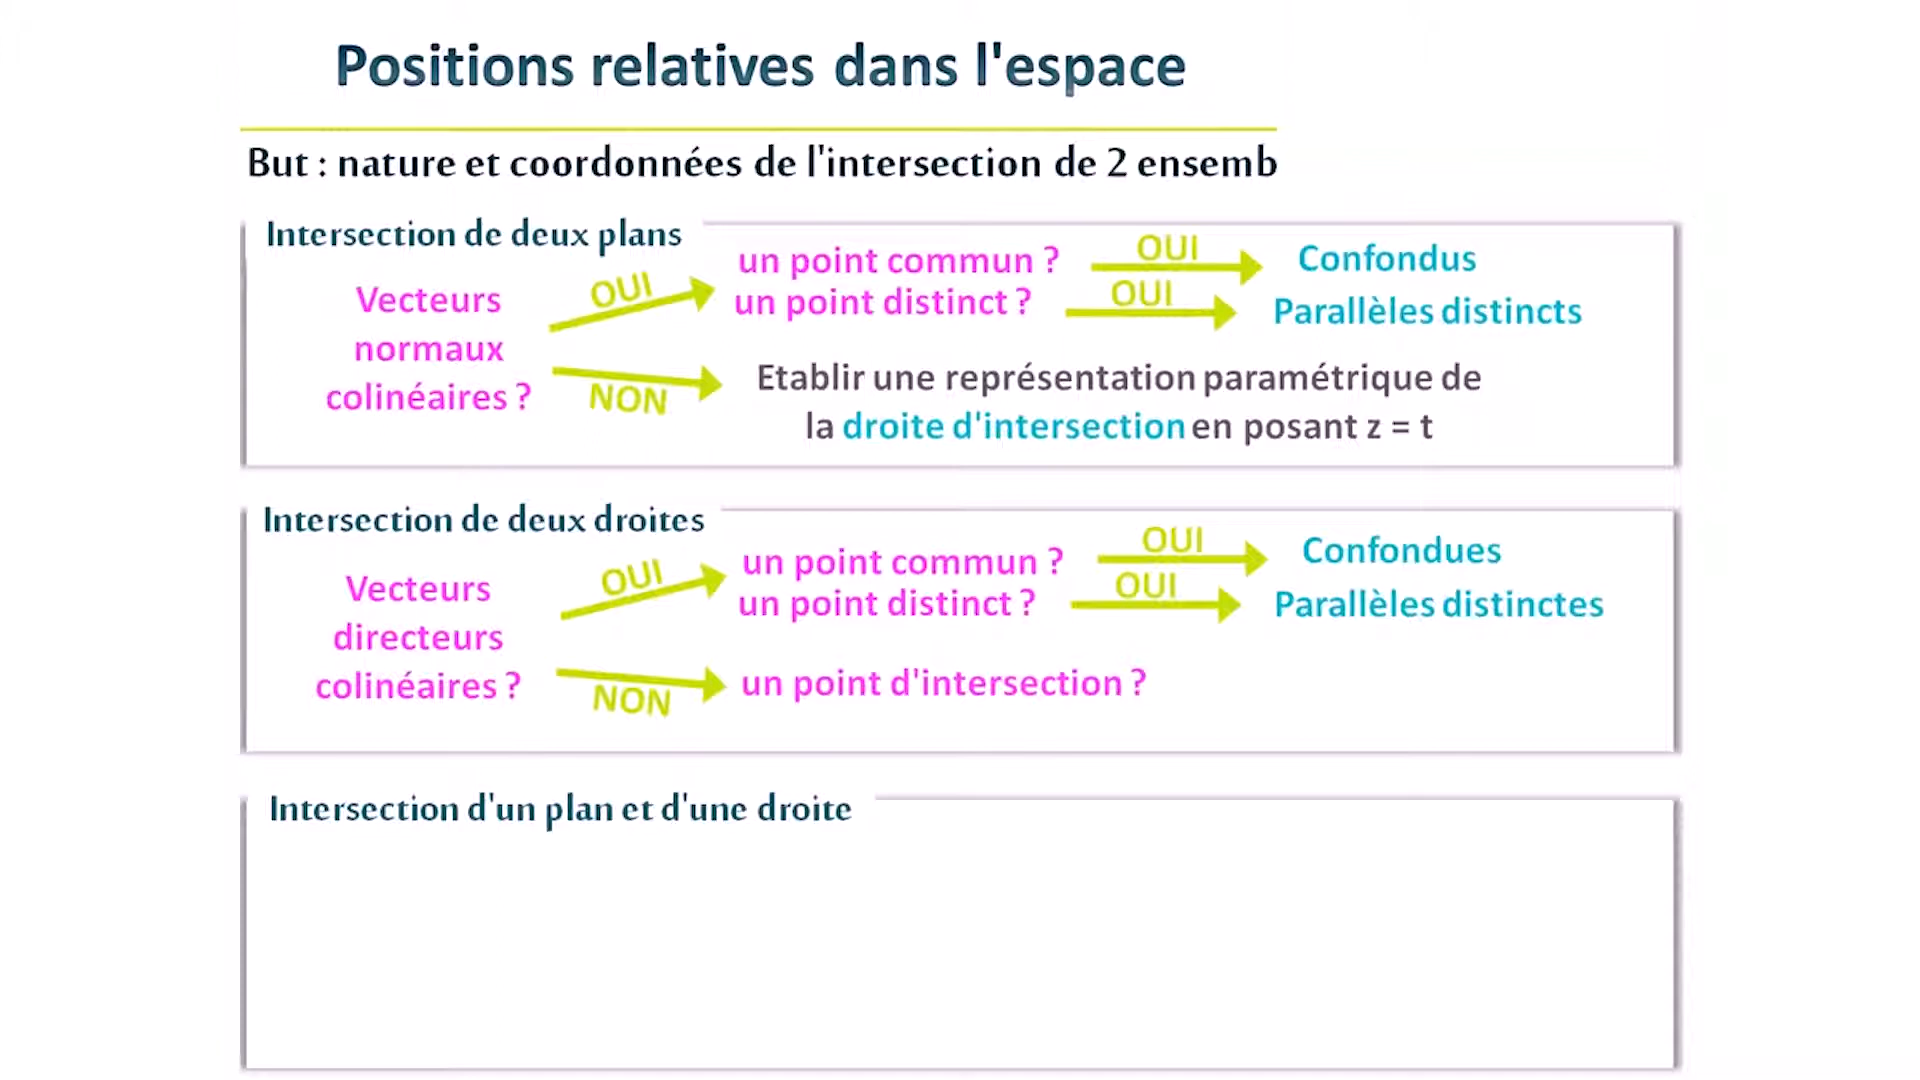 Positions relatives dans l'espace
But : nature et coordonnées de l'intersection de 2 ensemb
Intersection de deux plans
Vecteurs
normaux
colinéaires ?
OUI
un point commun ?
OUI
Confondus
un point distinct ?
OUI
Parallèles distincts
NON
Etablir une représentation paramétrique de
la droite d'intersection en posant z = t
Intersection de deux droites
Vecteurs
directeurs
colinéaires ?
OUI
un point commun ?
OUI
Confondues
un point distinct ?
OUI
Parallèles distinctes
NON
un point d'intersection ?
Intersection d'un plan et d'une droite